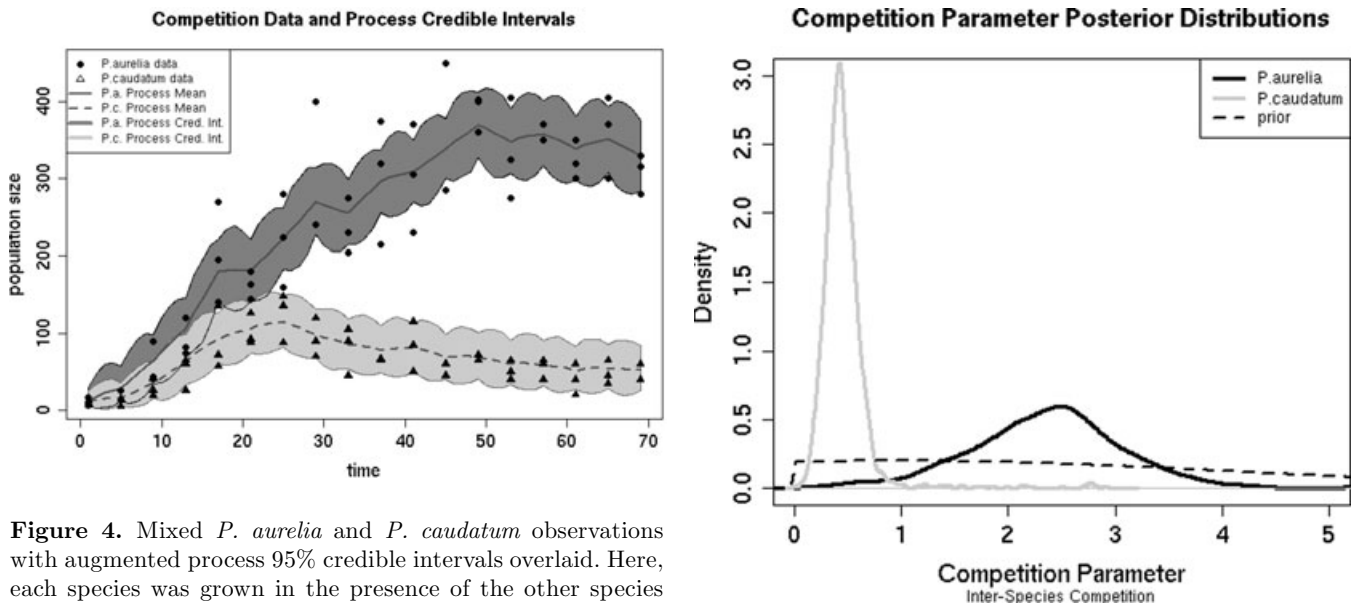 Competition Data and Process Credible Intervals
P.aurelia data
P.caudatum data
P.a. Process Mean
P.c. Process Mean
P.a. Process Cred. Int.
P.c. Process Cred. Int.
population size
0
100
200
300
400
0
10
20
30
40
50
60
70
time
Figure 4. Mixed P. aurelia and P. caudatum observations
with augmented process 95% credible intervals overlaid. Here,
each species was grown in the presence of the other species
Competition Parameter Posterior Distributions
P.aurelia
P.caudatum
prior
Density
0.0
0.5
1.0
1.5
2.0
2.5
3.0
0
1
2
3
4
5
Competition Parameter
Inter-Species Competition